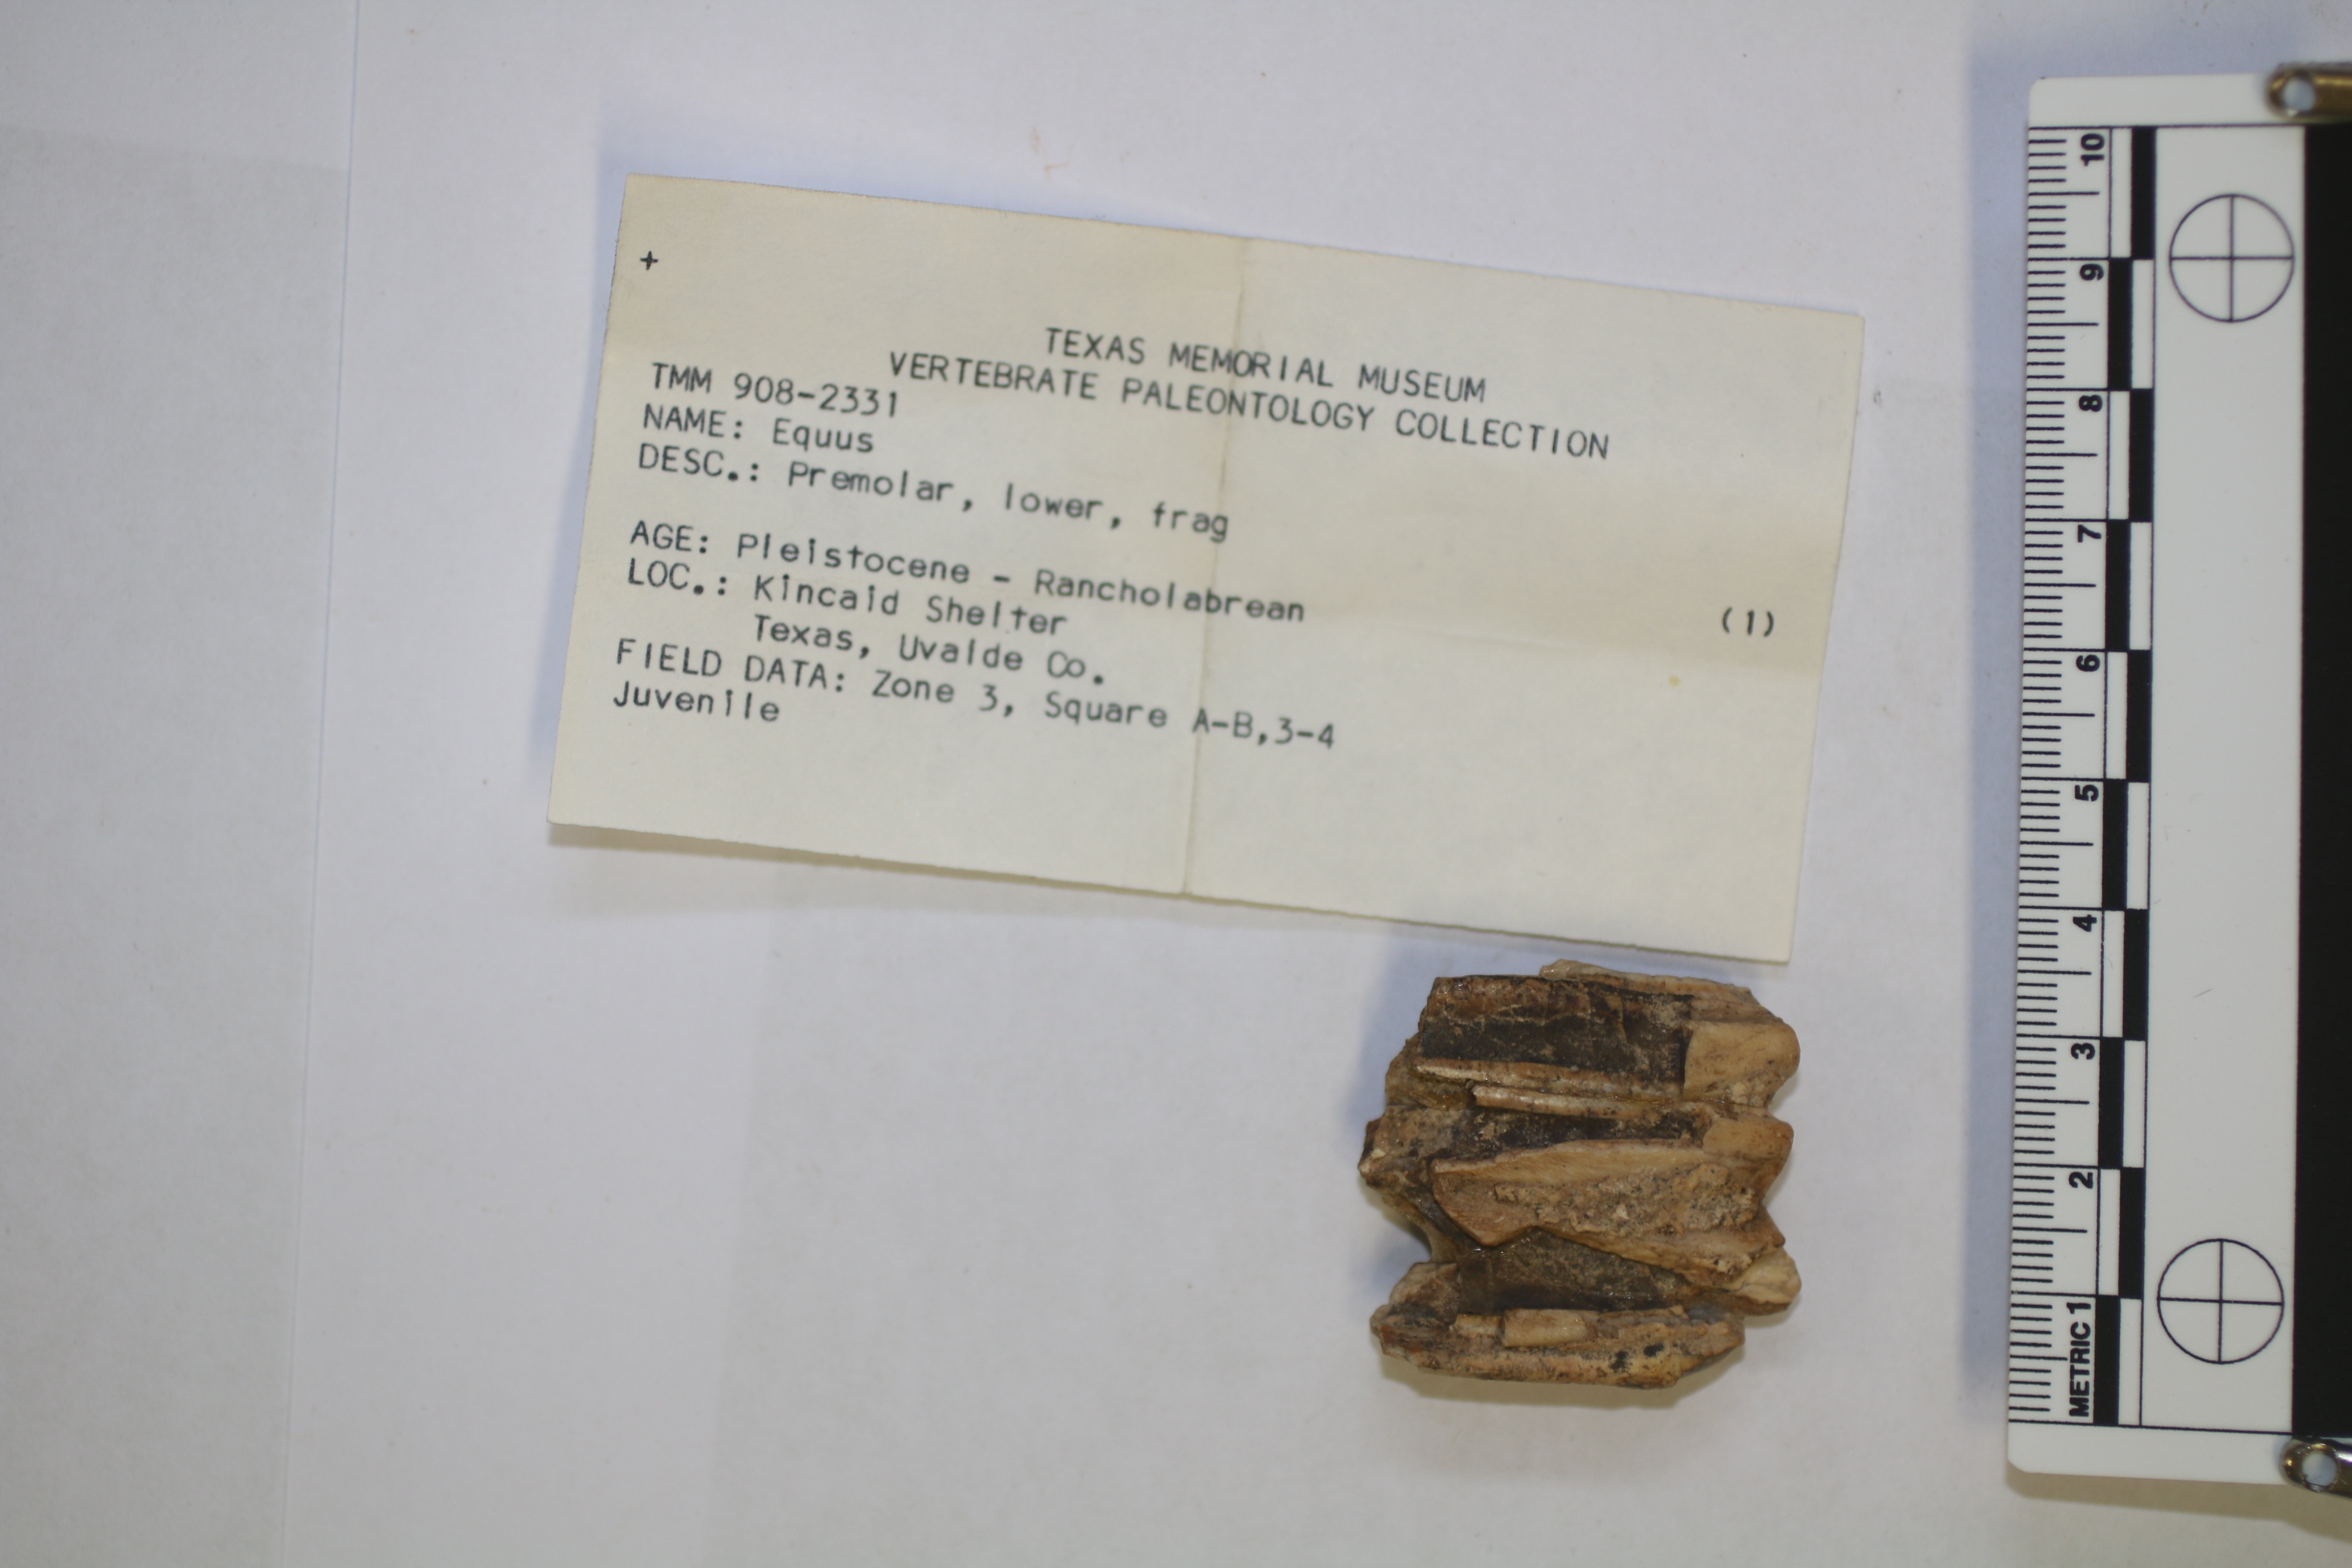 +
TEXAS MEMORIAL MUSEUM
VERTEBRATE PALEONTOLOGY COLLECTION
TMM 908-2331
NAME: Equus
DESC.: Premolar, lower, frag
(1)
AGE: Pleistocene - Rancholabrean
LOC.: Kincaid Shelter
Texas, Uvalde Co.
FIELD DATA: Zone 3, Square A-B,3-4
Juvenile
10
9
8
7
6
5
4
3
2
METRIC 1